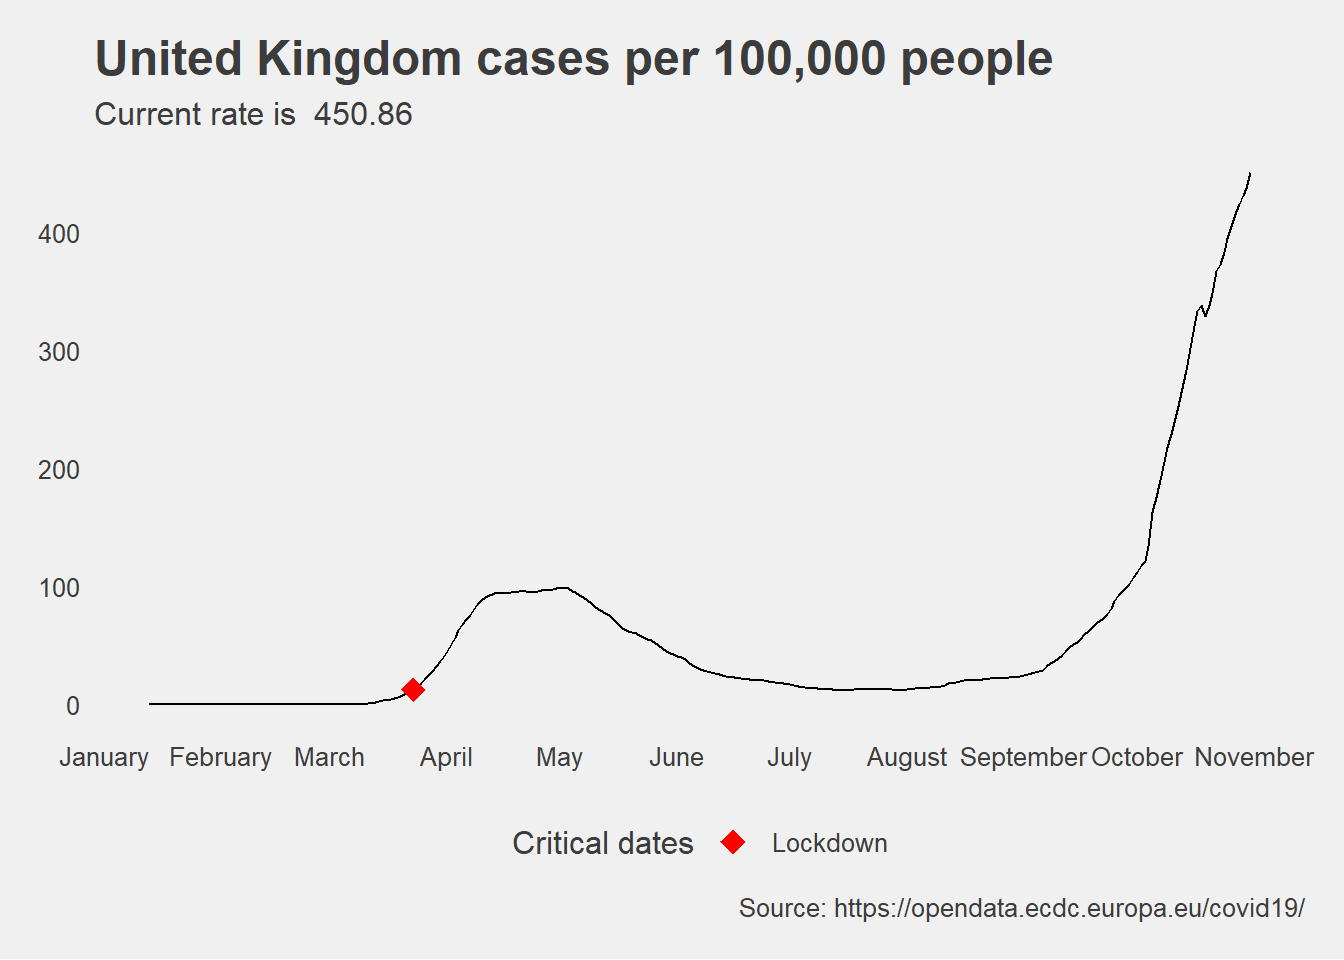 United Kingdom cases per 100,000 people
Current rate is  450.86
400
300
200
100
0
January February March April May June July August September October November
Critical dates Lockdown
Source: https://opendata.ecdc.europa.eu/covid19/